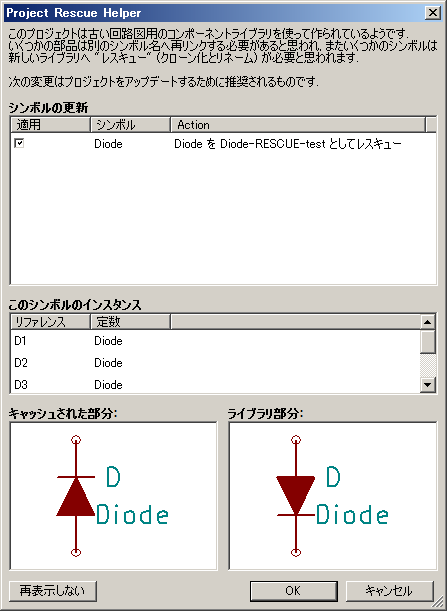 Project Rescue Helper
このプロジェクトは古い回路図用のコンポーネントライブラリを使って作られているようです.
いくつかの部品は別のシンボル名へ再リンクする必要があると思われ, またいくつかのシンボルは
新しいライブラリへ "レスキュー" (クローン化とリネーム) が必要と思われます.
次の変更はプロジェクトをアップデートするために推奨されるものです.
シンボルの更新
適用 シンボル Action
Diode Diode を Diode-RESCUE-test としてレスキュー
このシンボルのインスタンス
リファレンス 定数
D1 Diode
D2 Diode
D3 Diode
キャッシュされた部分: ライブラリ部分:
D D
Diode Diode
再表示しない OK キャンセル